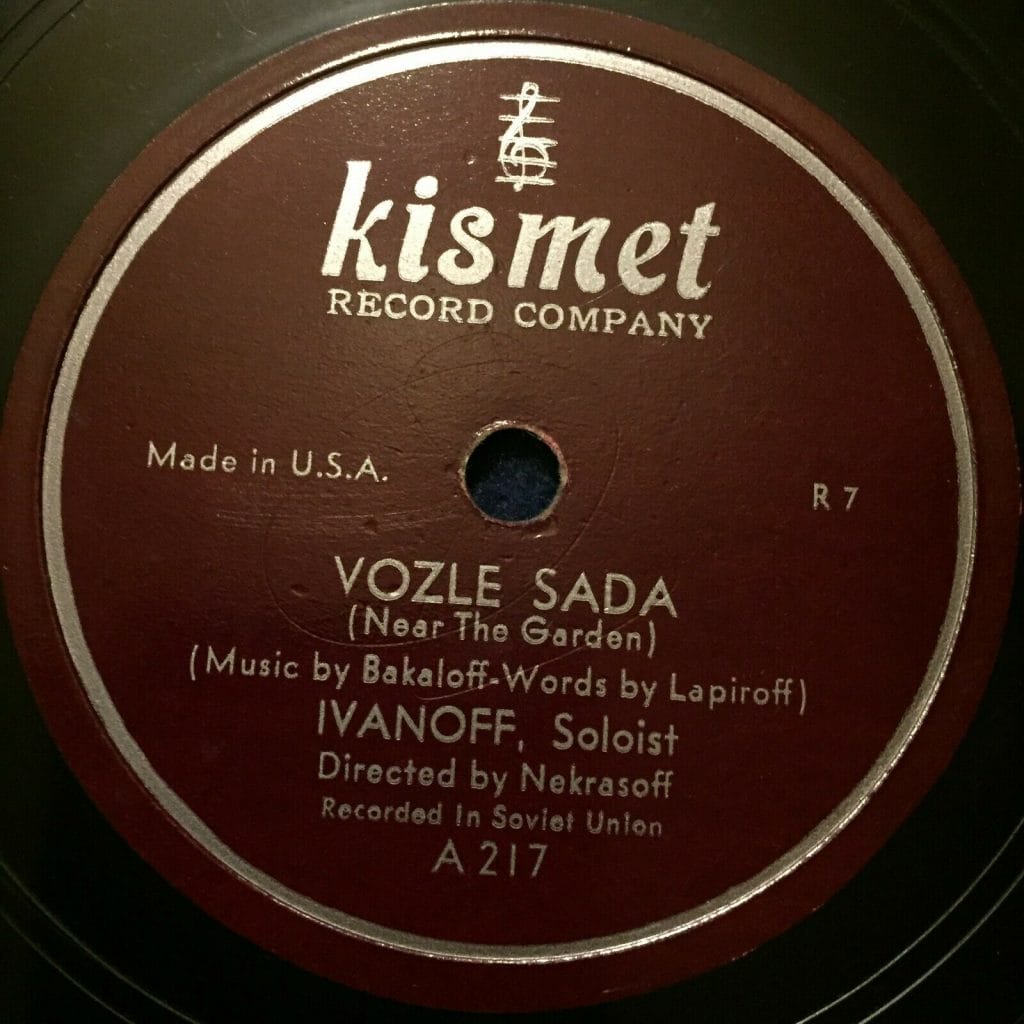 kismet
RECORD COMPANY
Made in U.S.A.
R 7
VOZLE SADA
(Near The Garden)
(Music by Bakaloff-Words by Lapiroff)
IVANOFF, Soloist
Directed by Nekrasoff
Recorded In Soviet Union
A 217